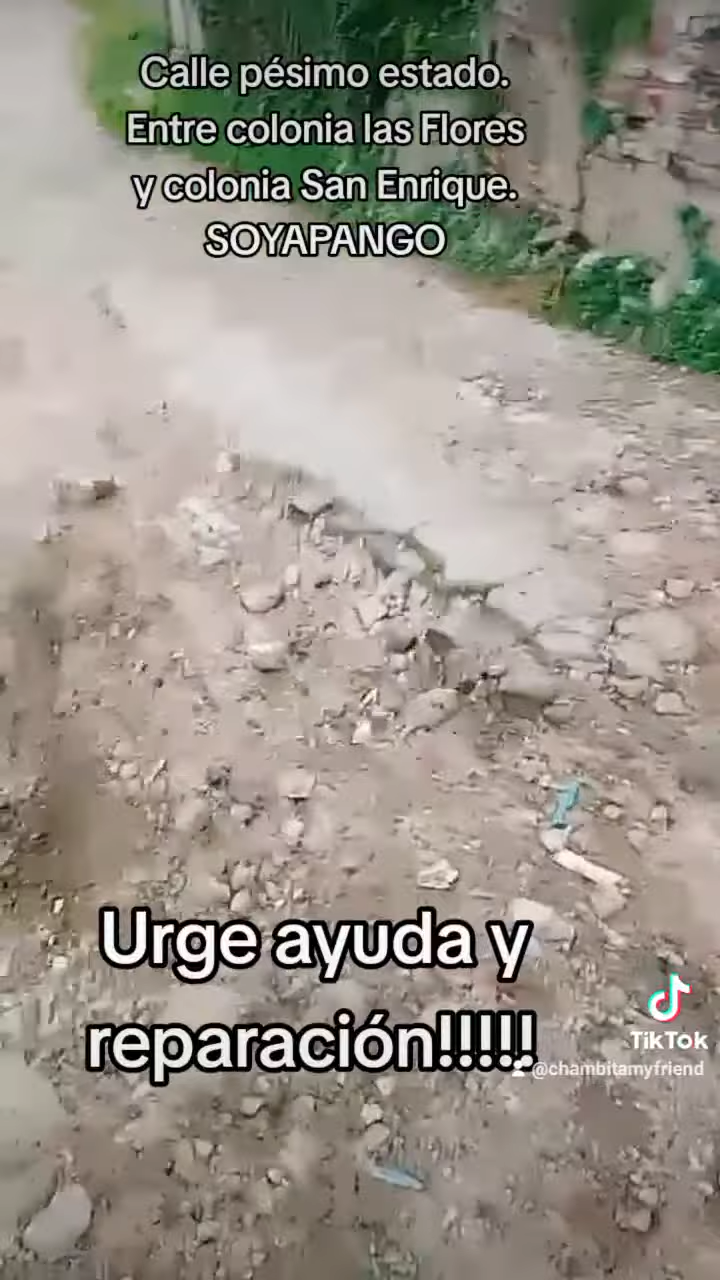 Calle pésimo estado.
Entre colonia las Flores
y colonia San Enrique.
SOYAPANGO
Urge ayuda y
reparación!!!!!
TikTok
@chambitamyfriend